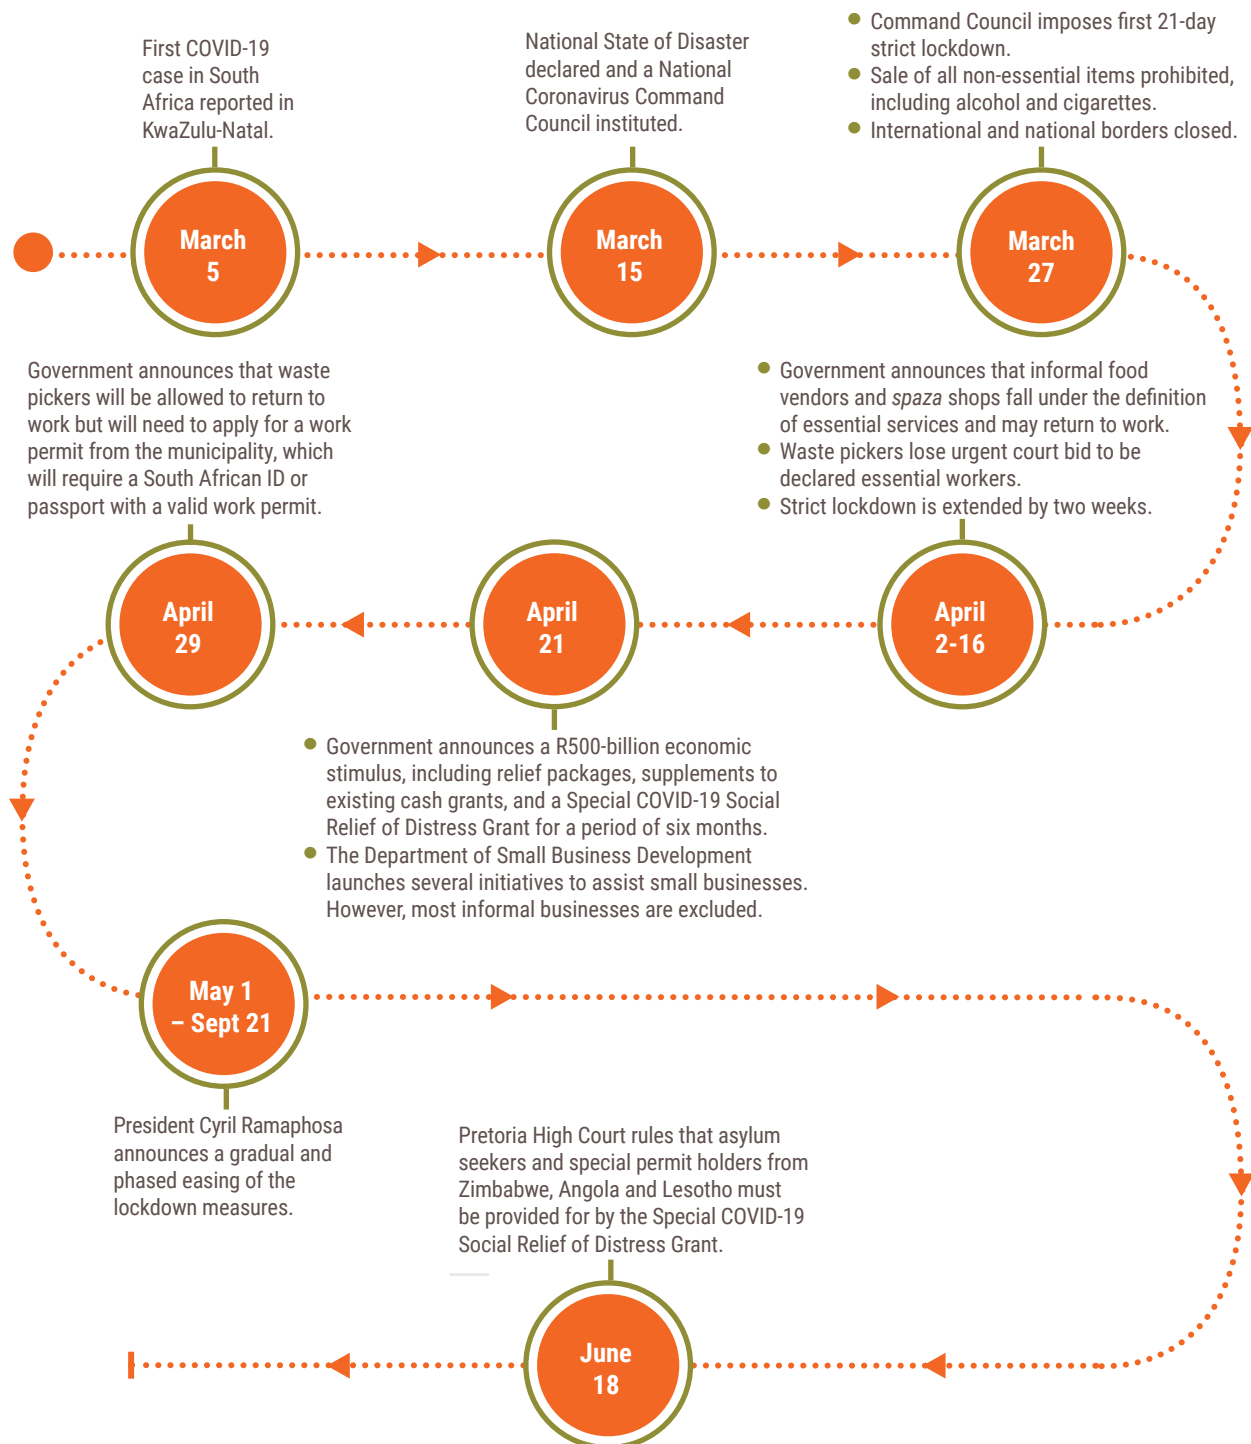 First COVID-19
case in South
Africa reported in
KwaZulu-Natal.
March
5
National State of Disaster
declared and a National
Coronavirus Command
Council instituted.
March
15
● Command Council imposes first 21-day
strict lockdown.
● Sale of all non-essential items prohibited,
including alcohol and cigarettes.
● International and national borders closed.
March
27
● Government announces that informal food
vendors and spaza shops fall under the definition
of essential services and may return to work.
● Waste pickers lose urgent court bid to be
declared essential workers.
● Strict lockdown is extended by two weeks.
April
2-16
April
21
● Government announces a R500-billion economic
stimulus, including relief packages, supplements to
existing cash grants, and a Special COVID-19 Social
Relief of Distress Grant for a period of six months.
● The Department of Small Business Development
launches several initiatives to assist small businesses.
However, most informal businesses are excluded.
Government announces that waste
pickers will be allowed to return to
work but will need to apply for a work
permit from the municipality, which
will require a South African ID or
passport with a valid work permit.
April
29
May 1
– Sept 21
President Cyril Ramaphosa
announces a gradual and
phased easing of the
lockdown measures.
Pretoria High Court rules that asylum
seekers and special permit holders from
Zimbabwe, Angola and Lesotho must
be provided for by the Special COVID-19
Social Relief of Distress Grant.
June
18